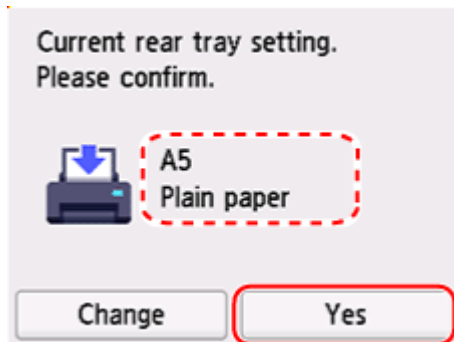 Current rear tray setting.
Please confirm.
A5
Plain paper
Change
Yes